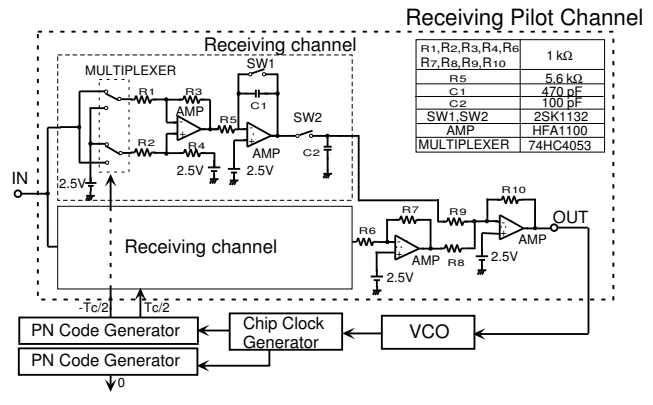 Receiving Pilot Channel
Receiving channel
R1,R2,R3,R4,R6
R7,R8,R9,R10
1 kΩ
R5
5.6 kΩ
C1
470 pF
C2
100 pF
SW1,SW2
2SK1132
AMP
HFA1100
MULTIPLEXER
74HC4053
MULTIPLEXER
SW1
R1
R3
AMP
C1
R5
SW2
R2
R4
AMP
C2
2.5V
2.5V
2.5V
IN
Receiving channel
R6
R7
R9
R10
OUT
AMP
R8
AMP
2.5V
2.5V
-Tc/2
Tc/2
PN Code Generator
Chip Clock
Generator
VCO
PN Code Generator
0